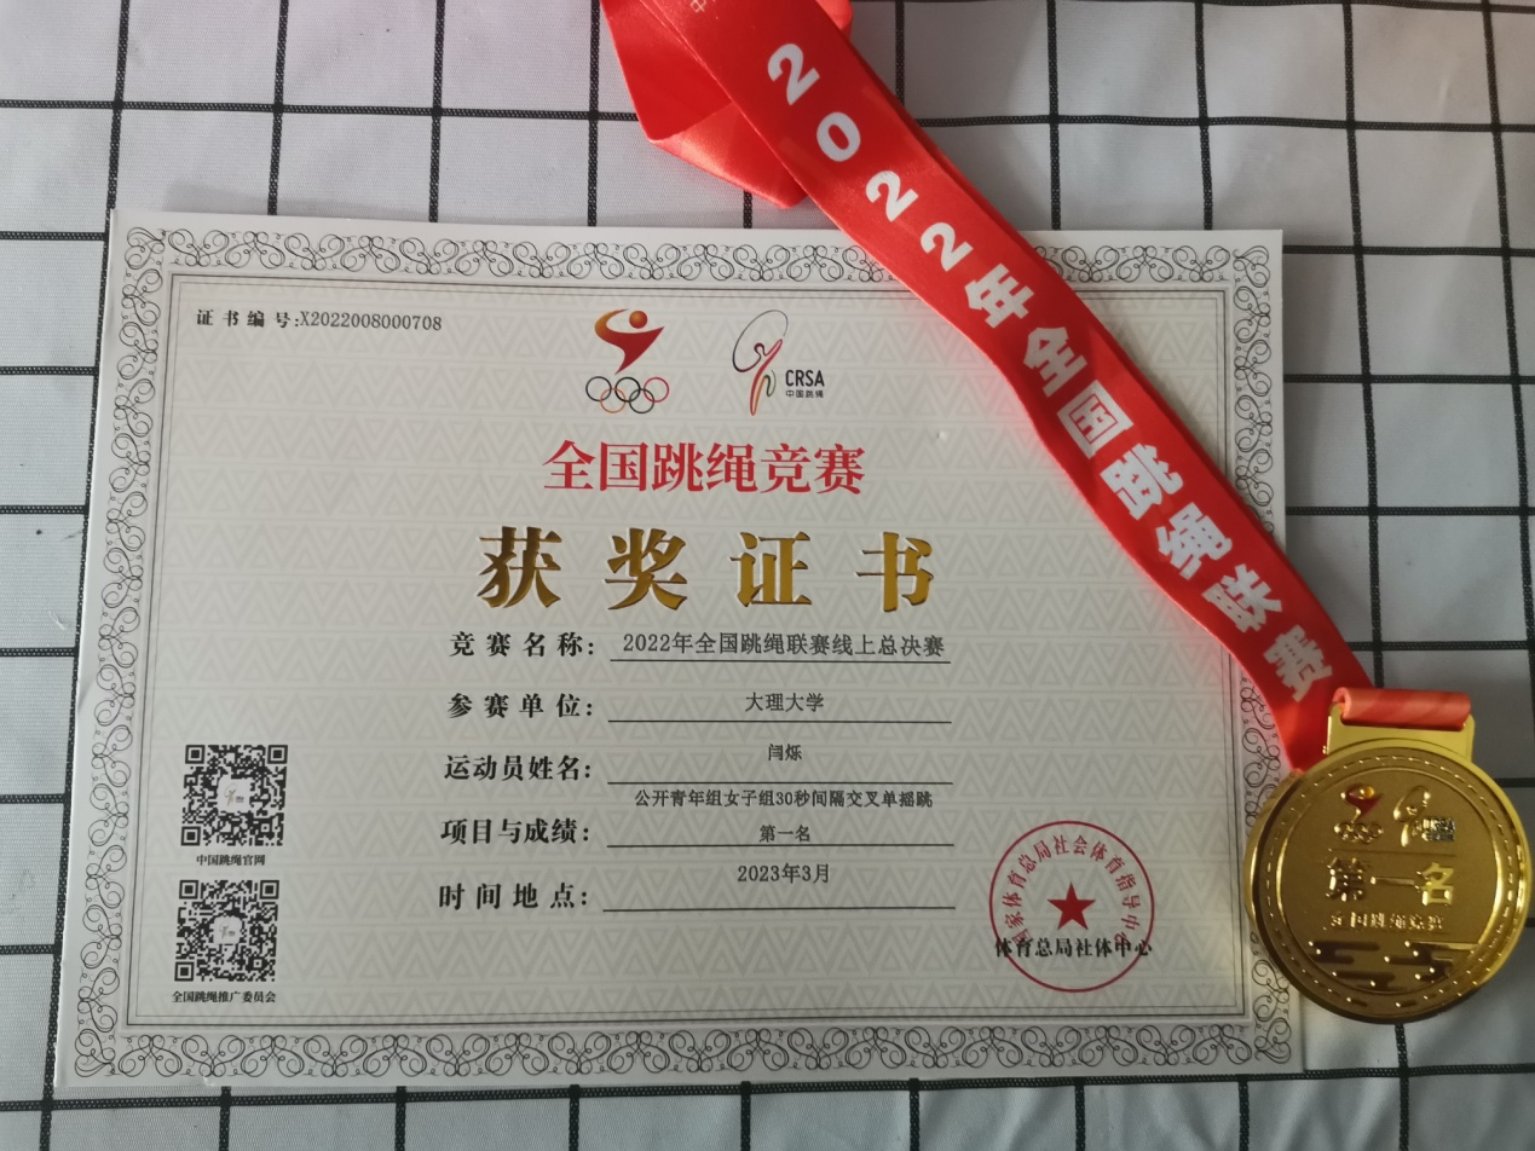 2022年全国跳绳联赛
证书编号:X2022008000708
CRSA
中国跳绳
全国跳绳竞赛
获奖证书
竞赛名称: 2022年全国跳绳联赛线上总决赛
参赛单位: 大理大学
运动员姓名: 闫烁
公开青年组女子组30秒间隔交叉单摇跳
项目与成绩: 第一名
2023年3月
时间地点:
中国跳绳官网
全国跳绳推广委员会
国家体育总局社会体育指导中心
体育总局社体中心
第一名
全国跳绳竞赛